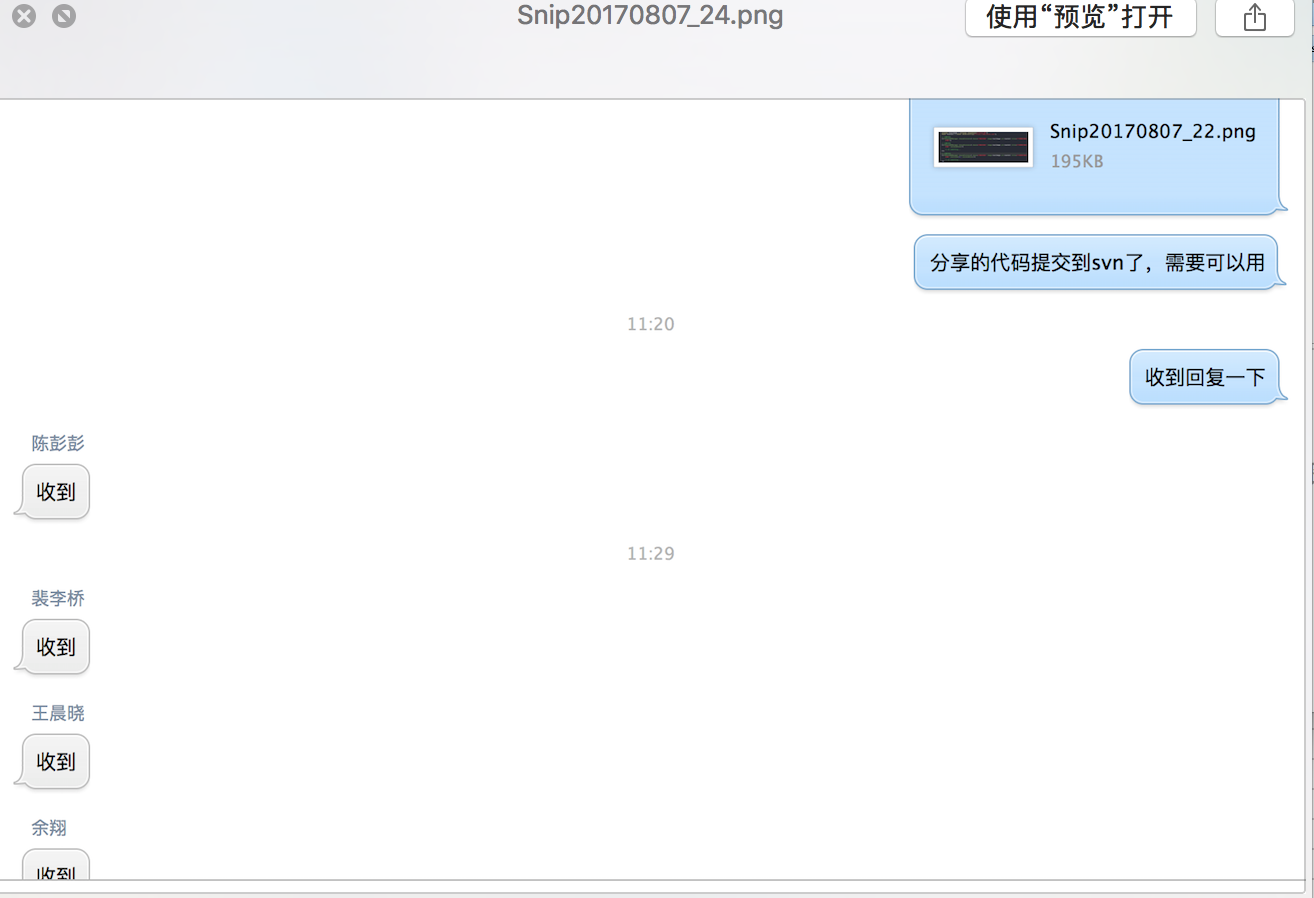 Snip20170807_24.png
使用“预览”打开
Snip20170807_22.png
195KB
分享的代码提交到svn了，需要可以用
11:20
收到回复一下
陈彭彭
收到
11:29
裴李桥
收到
王晨晓
收到
余翔
收到